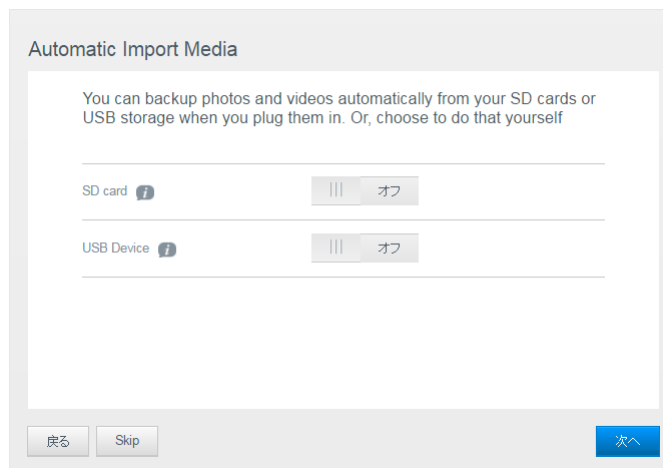 Automatic Import Media
You can backup photos and videos automatically from your SD cards or
USB storage when you plug them in. Or, choose to do that yourself
SD card i オフ
USB Device i オフ
戻る Skip 次へ